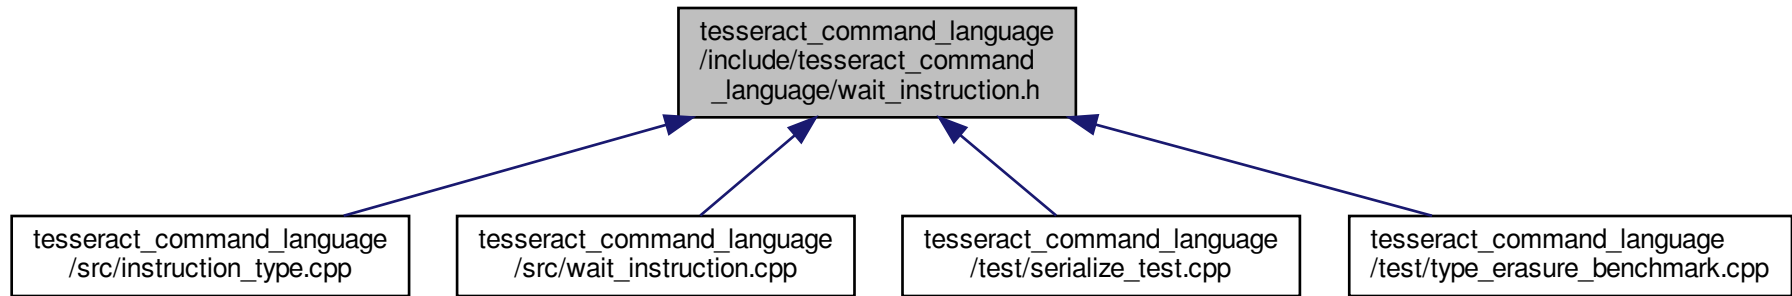 tesseract_command_language
/include/tesseract_command
_language/wait_instruction.h
tesseract_command_language
/src/instruction_type.cpp
tesseract_command_language
/src/wait_instruction.cpp
tesseract_command_language
/test/serialize_test.cpp
tesseract_command_language
/test/type_erasure_benchmark.cpp